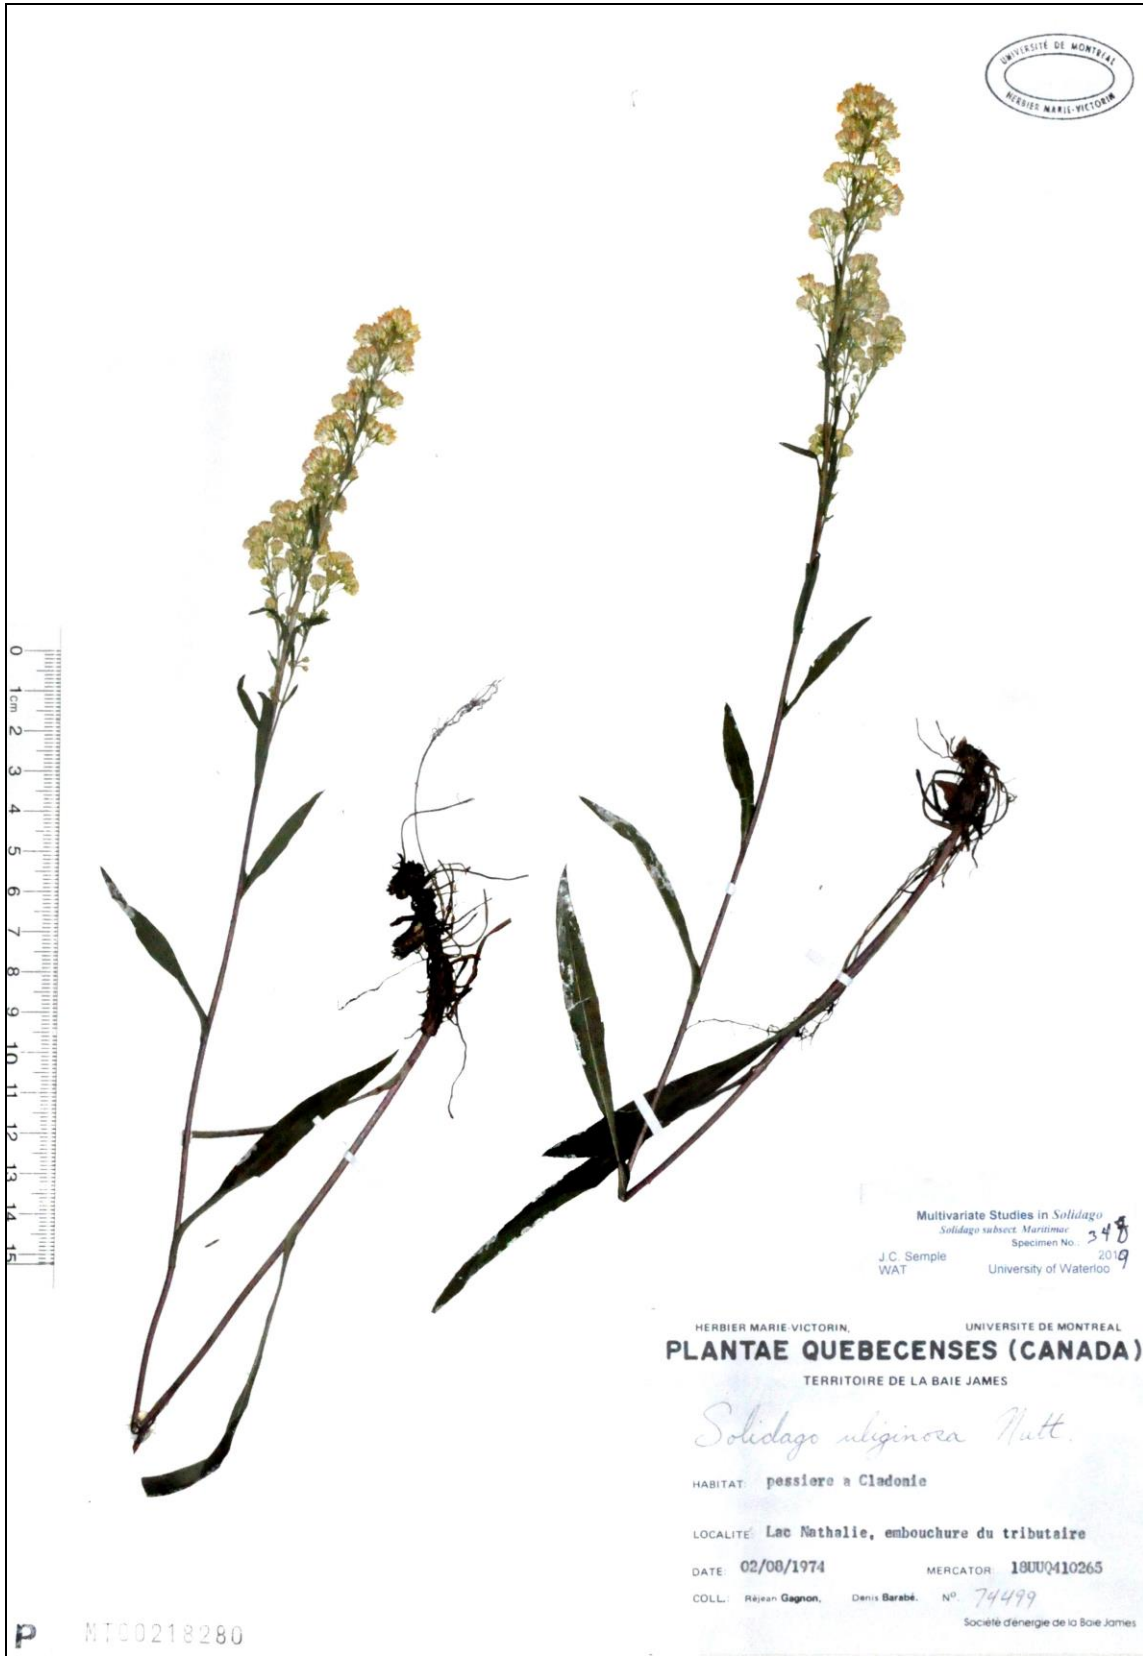 UNIVERSITÉ DE MONTRÉAL
HERBIER MARIE-VICTORIN
0
1cm
2
3
4
5
6
7
8
9
10
11
12
13
14
15
Multivariate Studies in Solidago
Solidago subsect. Maritimae
Specimen No. 348
J.C. Semple 2019
WAT University of Waterloo
HERBIER MARIE-VICTORIN, UNIVERSITE DE MONTREAL
PLANTAE QUEBECENSES (CANADA)
TERRITOIRE DE LA BAIE JAMES
Solidago uliginosa Nutt.
HABITAT: pessiere a Cladonie
LOCALITE: Lac Nathalie, embouchure du tributaire
DATE: 02/08/1974 MERCATOR: 18UUQ410265
COLL.: Réjean Gagnon, Denis Barabé. Nº. 74499
Société d'énergie de la Baie James
P MT00218280